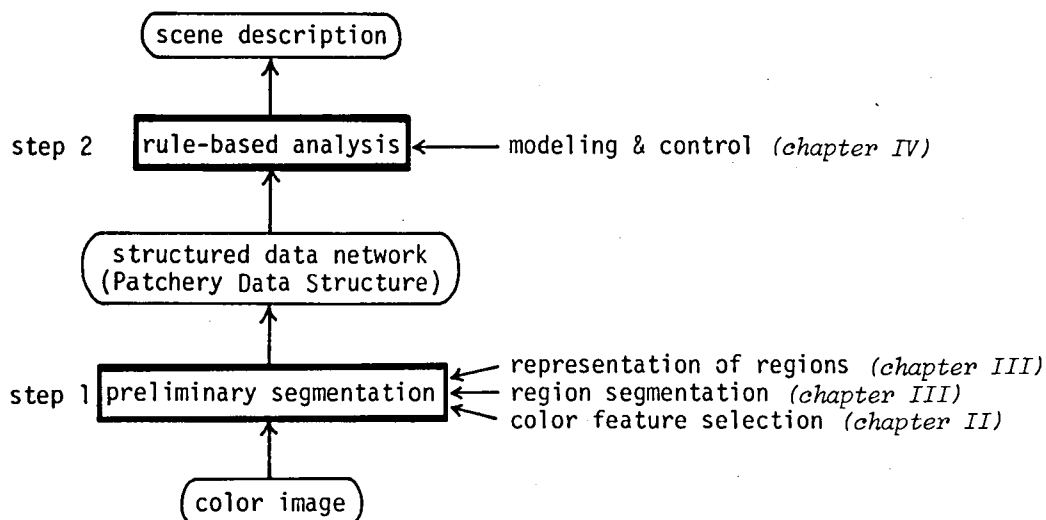 scene description
step 2 rule-based analysis modeling & control (chapter IV)
structured data network
(Patchery Data Structure)
representation of regions (chapter III)
step 1 preliminary segmentation region segmentation (chapter III)
color feature selection (chapter II)
color image